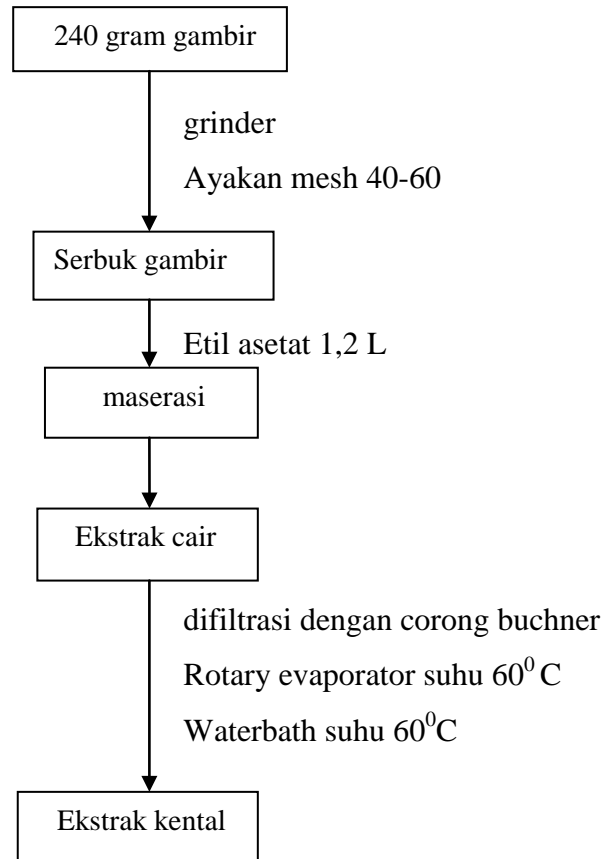 240 gram gambir
grinder
Ayakan mesh 40-60
Serbuk gambir
Etil asetat 1,2 L
maserasi
Ekstrak cair
difiltrasi dengan corong buchner
Rotary evaporator suhu 60⁰ C
Waterbath suhu 60⁰C
Ekstrak kental